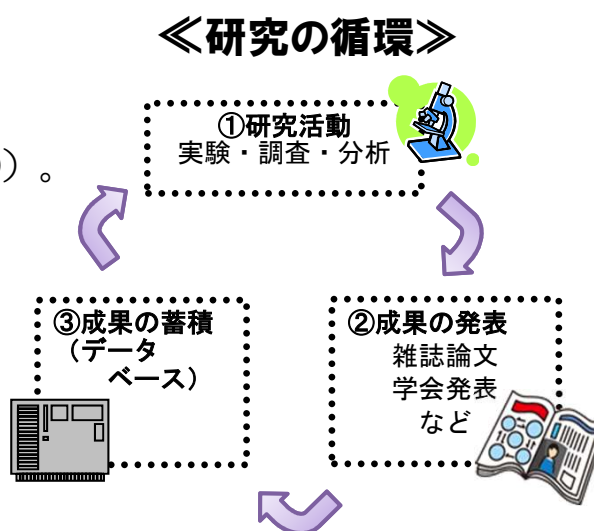 ≪研究の循環≫
①研究活動
実験・調査・分析
）。
③成果の蓄積
（データ
ベース）
②成果の発表
雑誌論文
学会発表
など